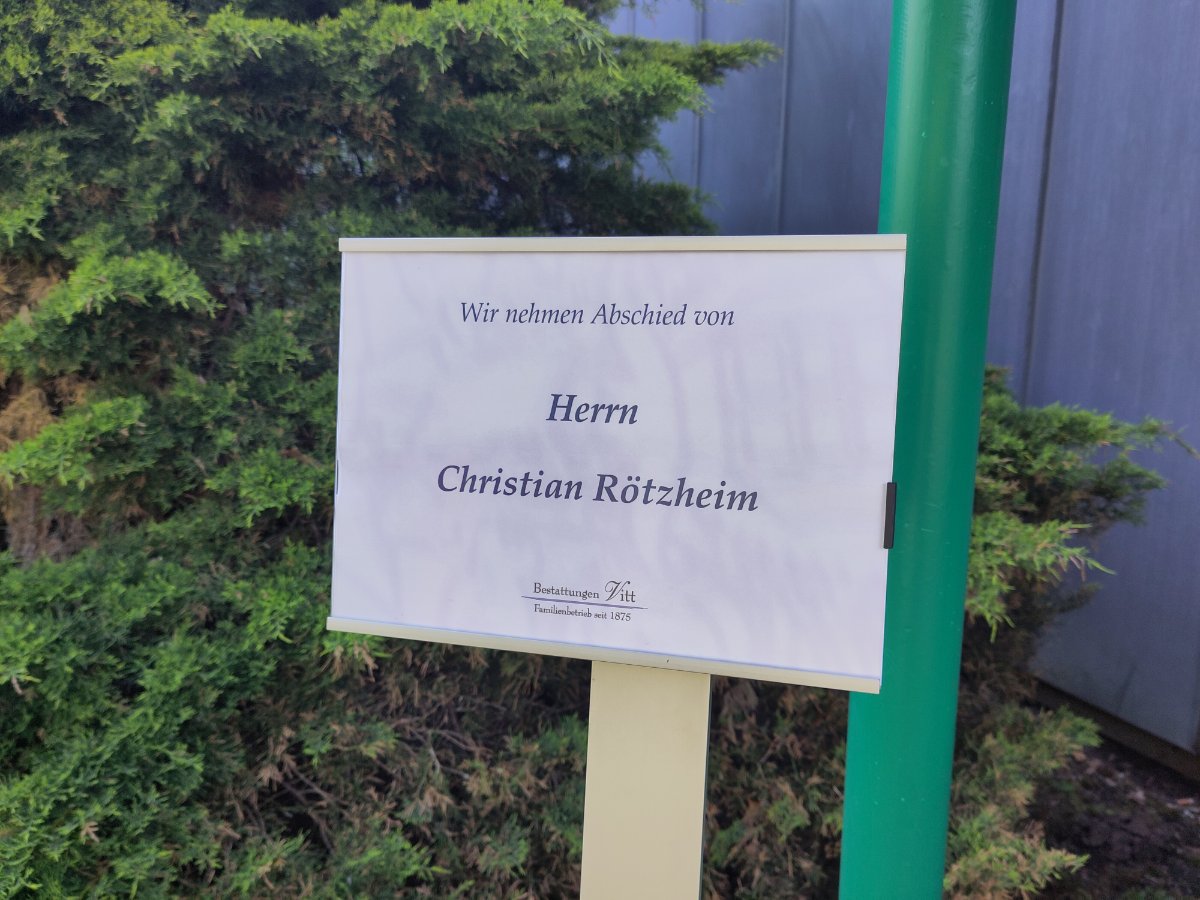 Wir nehmen Abschied von
Herrn
Christian Rötzheim
Bestattungen Vitt
Familienbetrieb seit 1875